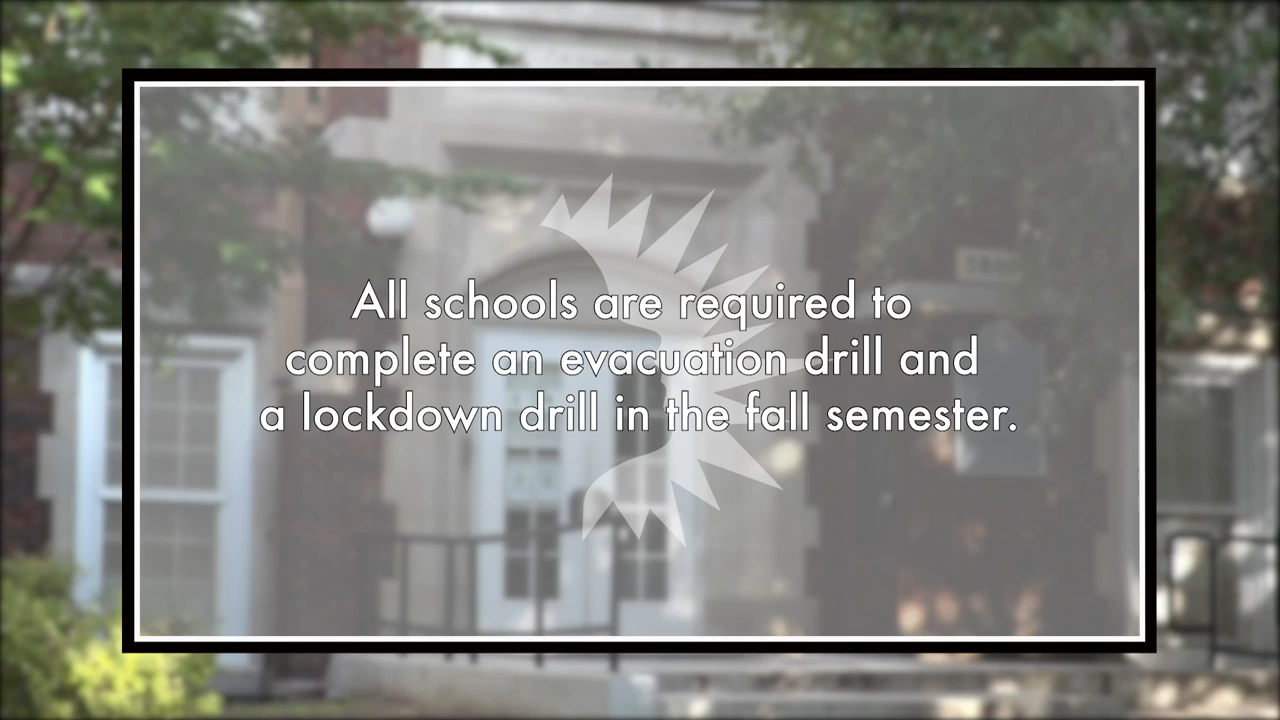 All schools are required to
complete an evacuation drill and
a lockdown drill in the fall semester.